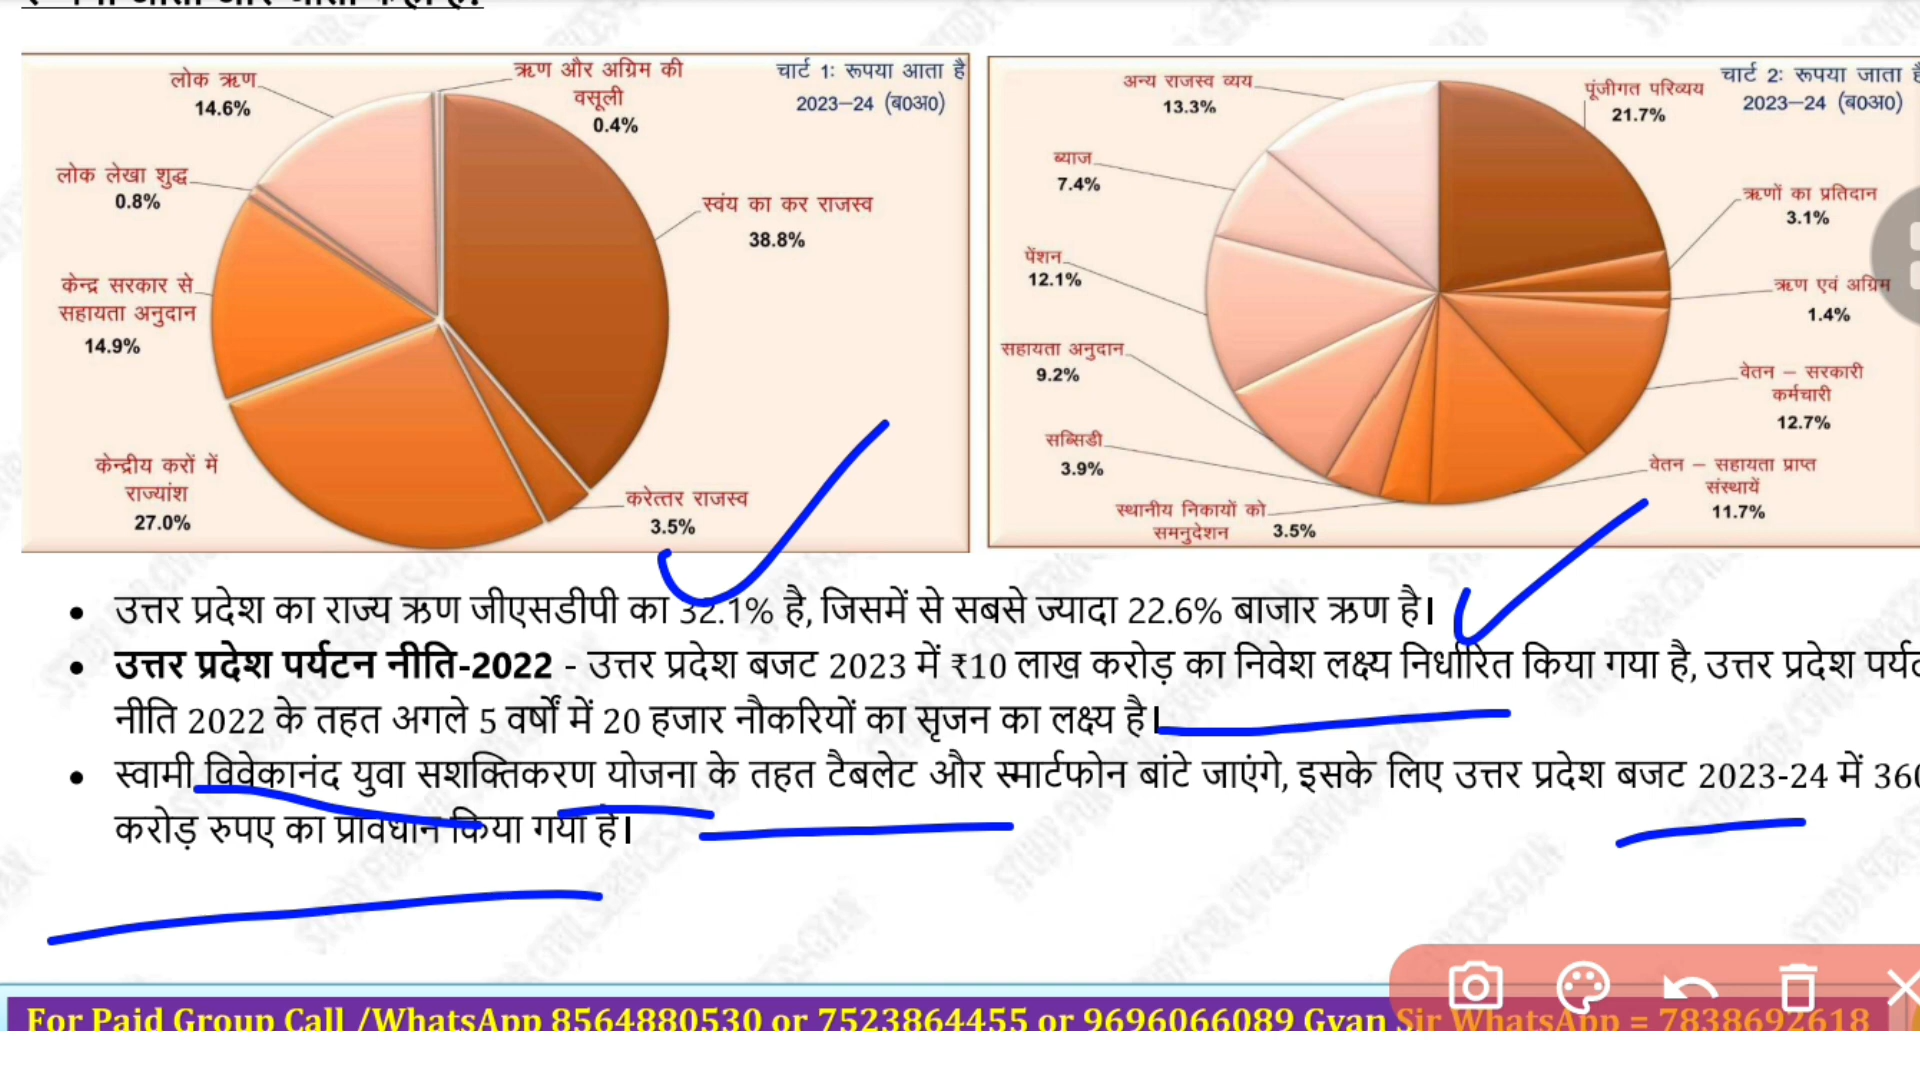 लोक ऋण
14.6%
ऋण और अग्रिम की
वसूली
0.4%
चार्ट 1: रूपया आता है
2023–24 (ब0अ0)
लोक लेखा शुद्ध
0.8%
स्वंय का कर राजस्व
38.8%
केन्द्र सरकार से
सहायता अनुदान
14.9%
केन्द्रीय करों में
राज्यांश
27.0%
करेत्तर राजस्व
3.5%
अन्य राजस्व व्यय
13.3%
पूंजीगत परिव्यय
21.7%
चार्ट 2: रूपया जाता है
2023–24 (ब0अ0)
ब्याज
7.4%
ऋणों का प्रतिदान
3.1%
पेंशन
12.1%
ऋण एवं अग्रिम
1.4%
सहायता अनुदान
9.2%
वेतन – सरकारी
कर्मचारी
12.7%
सब्सिडी
3.9%
वेतन – सहायता प्राप्त
संस्थायें
11.7%
स्थानीय निकायों को
समनुदेशन 3.5%
• उत्तर प्रदेश का राज्य ऋण जीएसडीपी का 32.1% है, जिसमें से सबसे ज्यादा 22.6% बाजार ऋण है।
• उत्तर प्रदेश पर्यटन नीति-2022 - उत्तर प्रदेश बजट 2023 में ₹10 लाख करोड़ का निवेश लक्ष्य निर्धारित किया गया है, उत्तर प्रदेश
नीति 2022 के तहत अगले 5 वर्षों में 20 हजार नौकरियों का सृजन का लक्ष्य है।
• स्वामी विवेकानंद युवा सशक्तिकरण योजना के तहत टैबलेट और स्मार्टफोन बांटे जाएंगे, इसके लिए उत्तर प्रदेश बजट 2023-24 में
करोड़ रुपए का प्रावधान किया गया है।
For Paid Group Call /WhatsApp 8564880530 or 7523864455 or 9696066089 Gyan Sir WhatsApp = 7838692618